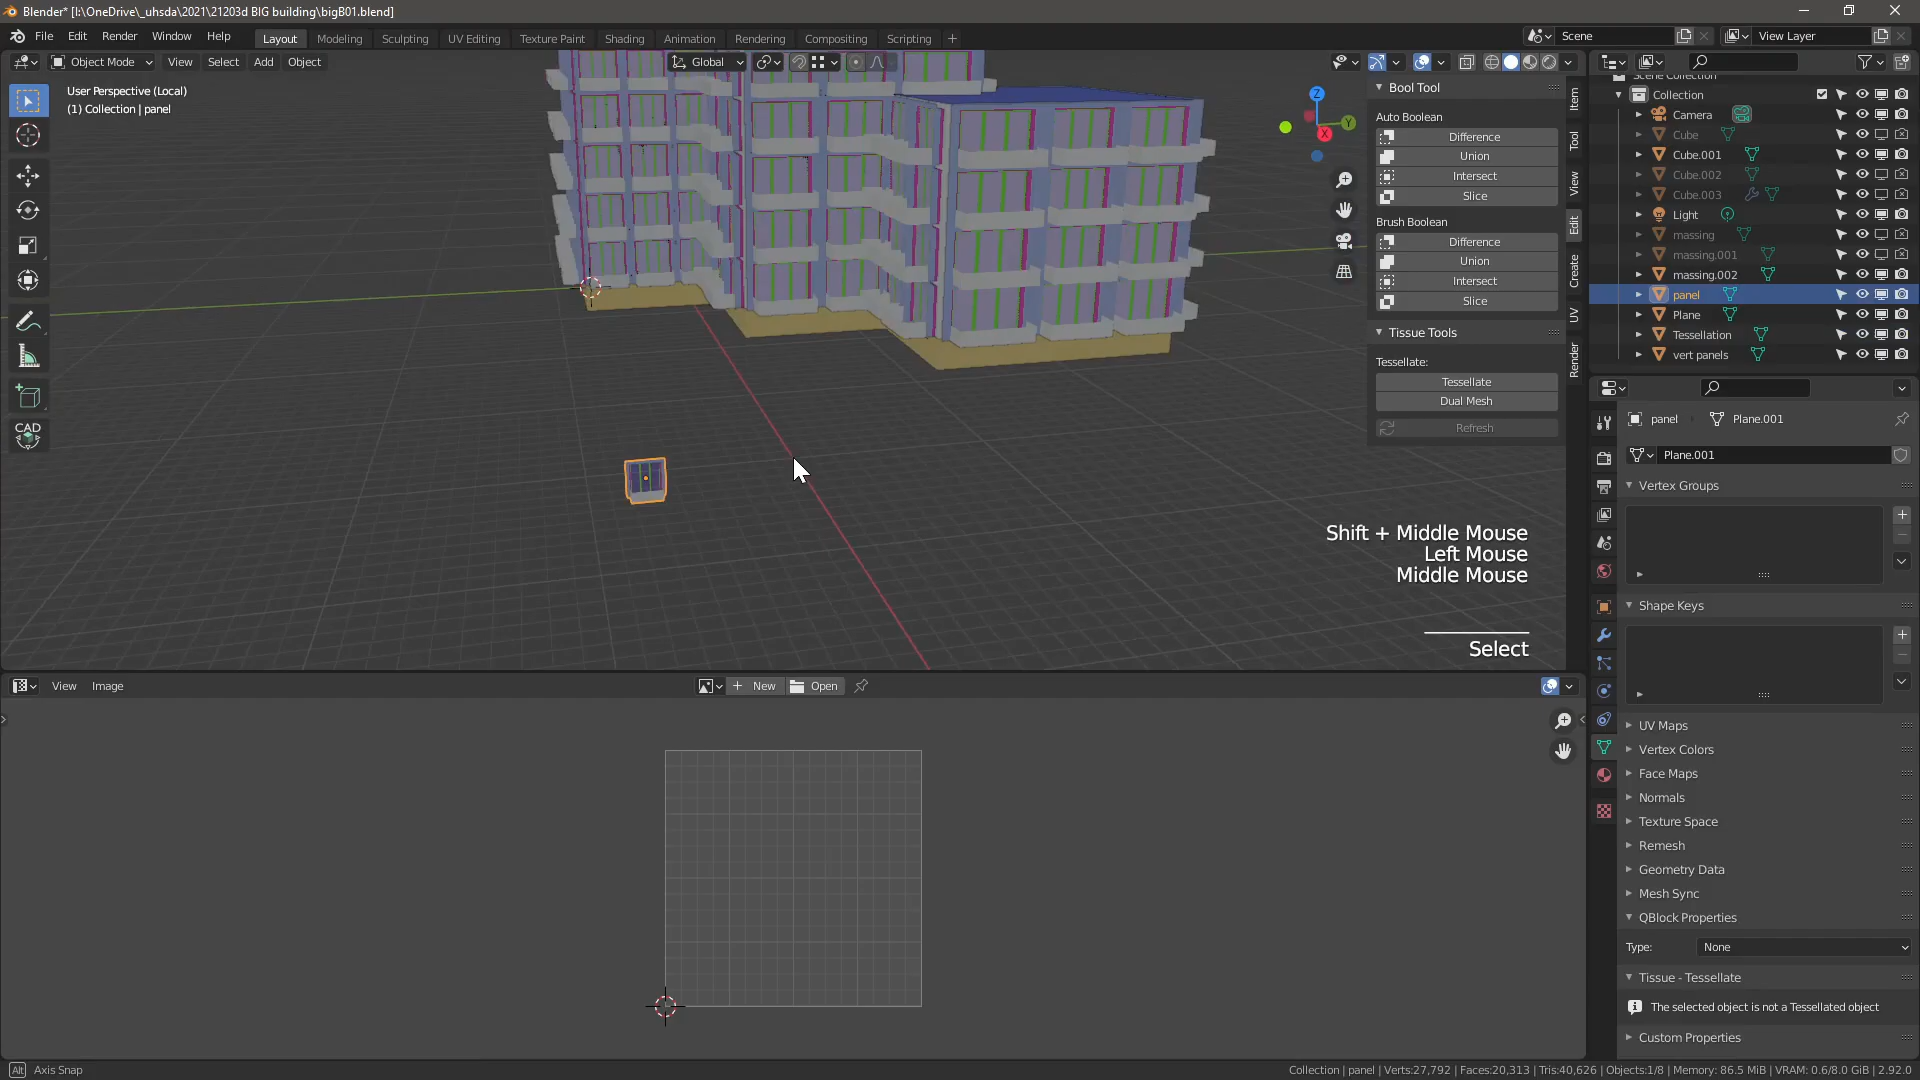 Blender* [I:\OneDrive\_uhsda\2021\21203d BIG building\bigB01.blend]
File Edit Render Window Help
Layout Modeling Sculpting UV Editing Texture Paint Shading Animation Rendering Compositing Scripting
Scene
View Layer
Object Mode View Select Add Object
Global
User Perspective (Local)
(1) Collection | panel
CAD
Z
Y
X
Bool Tool
Auto Boolean
Difference
Union
Intersect
Slice
Brush Boolean
Difference
Union
Intersect
Slice
Tissue Tools
Tessellate:
Tessellate
Dual Mesh
Refresh
Item
Tool
View
Edit
Create
UV
Render
Scene Collection
Collection
Camera
Cube
Cube.001
Cube.002
Cube.003
Light
massing
massing.001
massing.002
panel
Plane
Tessellation
vert panels
Shift + Middle Mouse
Left Mouse
Middle Mouse
Select
panel
Plane.001
Plane.001
Vertex Groups
Shape Keys
UV Maps
Vertex Colors
Face Maps
Normals
Texture Space
Remesh
Geometry Data
Mesh Sync
QBlock Properties
Type: None
Tissue - Tessellate
The selected object is not a Tessellated object
Custom Properties
View Image
New
Open
Alt Axis Snap
Collection | panel | Verts:27,792 | Faces:20,313 | Tris:40,626 | Objects:1/8 | Memory: 86.5 MiB | VRAM: 0.6/8.0 GiB | 2.92.0